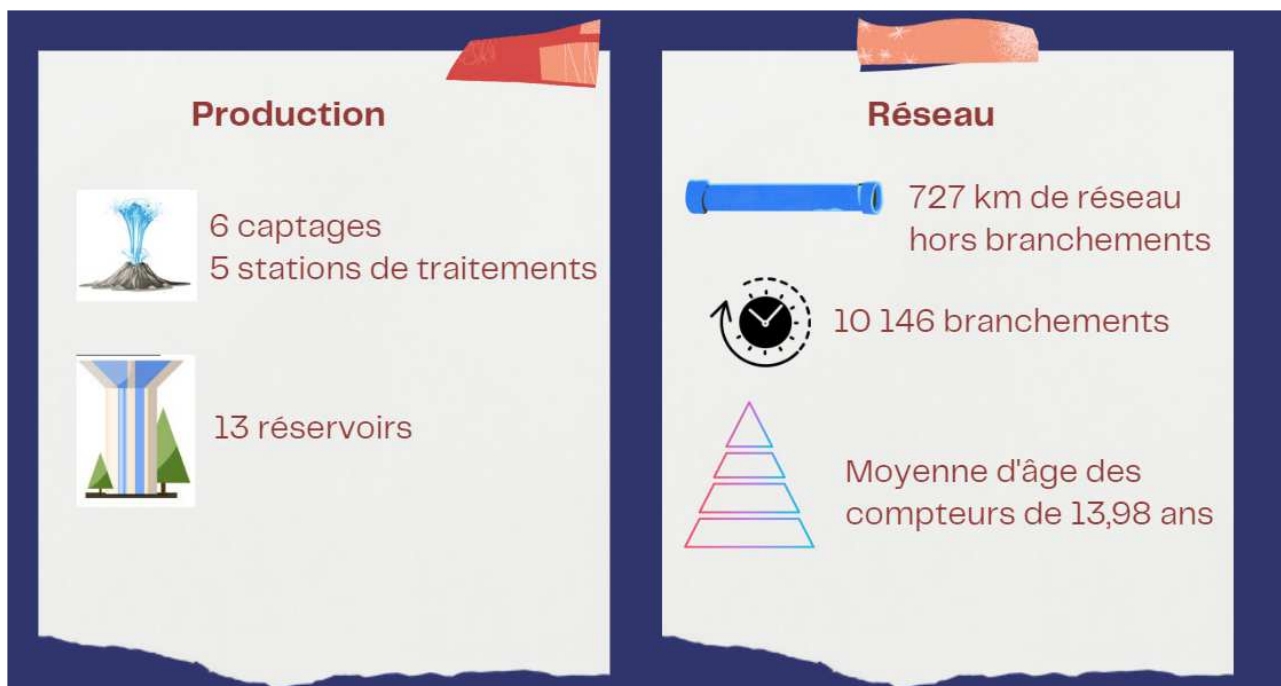 Production
6 captages
5 stations de traitements
13 réservoirs
Réseau
727 km de réseau
hors branchements
10 146 branchements
Moyenne d'âge des
compteurs de 13,98 ans